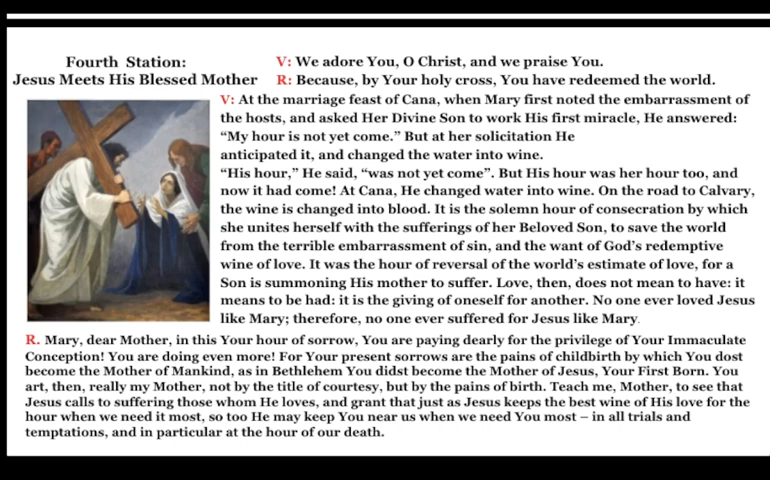 Fourth Station:
Jesus Meets His Blessed Mother
V: We adore You, O Christ, and we praise You.
R: Because, by Your holy cross, You have redeemed the world.
V: At the marriage feast of Cana, when Mary first noted the embarrassment of
the hosts, and asked Her Divine Son to work His first miracle, He answered:
“My hour is not yet come.” But at her solicitation He
anticipated it, and changed the water into wine.
“His hour,” He said, “was not yet come”. But His hour was her hour too, and
now it had come! At Cana, He changed water into wine. On the road to Calvary,
the wine is changed into blood. It is the solemn hour of consecration by which
she unites herself with the sufferings of her Beloved Son, to save the world
from the terrible embarrassment of sin, and the want of God’s redemptive
wine of love. It was the hour of reversal of the world’s estimate of love, for a
Son is summoning His mother to suffer. Love, then, does not mean to have: it
means to be had: it is the giving of oneself for another. No one ever loved Jesus
like Mary; therefore, no one ever suffered for Jesus like Mary.
R. Mary, dear Mother, in this Your hour of sorrow, You are paying dearly for the privilege of Your Immaculate
Conception! You are doing even more! For Your present sorrows are the pains of childbirth by which You dost
become the Mother of Mankind, as in Bethlehem You didst become the Mother of Jesus, Your First Born. You
art, then, really my Mother, not by the title of courtesy, but by the pains of birth. Teach me, Mother, to see that
Jesus calls to suffering those whom He loves, and grant that just as Jesus keeps the best wine of His love for the
hour when we need it most, so too He may keep You near us when we need You most – in all trials and
temptations, and in particular at the hour of our death.